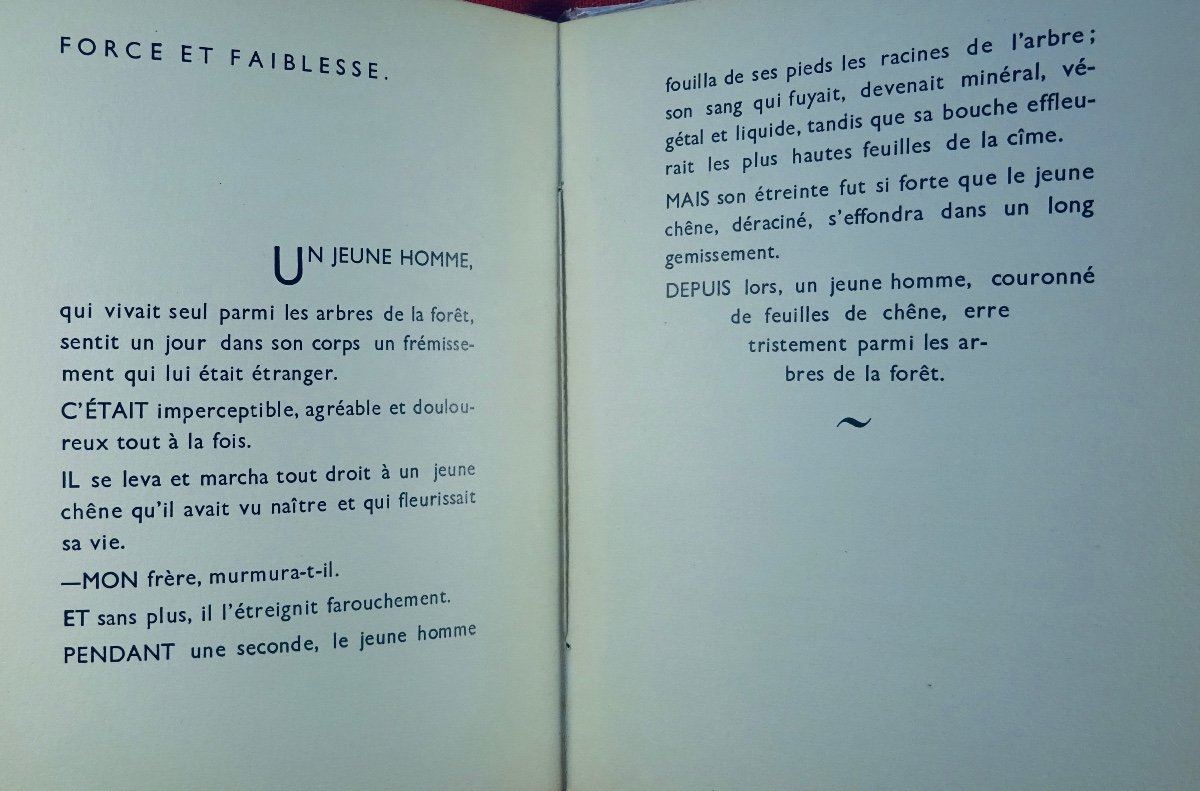 FORCE ET FAIBLESSE.
UN JEUNE HOMME,
qui vivait seul parmi les arbres de la forêt,
sentit un jour dans son corps un frémisse-
ment qui lui était étranger.
C'ÉTAIT imperceptible, agréable et doulou-
reux tout à la fois.
IL se leva et marcha tout droit à un jeune
chêne qu'il avait vu naître et qui fleurissait
sa vie.
—MON frère, murmura-t-il.
ET sans plus, il l'étreignit farouchement.
PENDANT une seconde, le jeune homme
fouilla de ses pieds les racines de l'arbre;
son sang qui fuyait, devenait minéral, vé-
gétal et liquide, tandis que sa bouche effleu-
rait les plus hautes feuilles de la cîme.
MAIS son étreinte fut si forte que le jeune
chêne, déraciné, s'effondra dans un long
gemissement.
DEPUIS lors, un jeune homme, couronné
de feuilles de chêne, erre
tristement parmi les ar-
bres de la forêt.